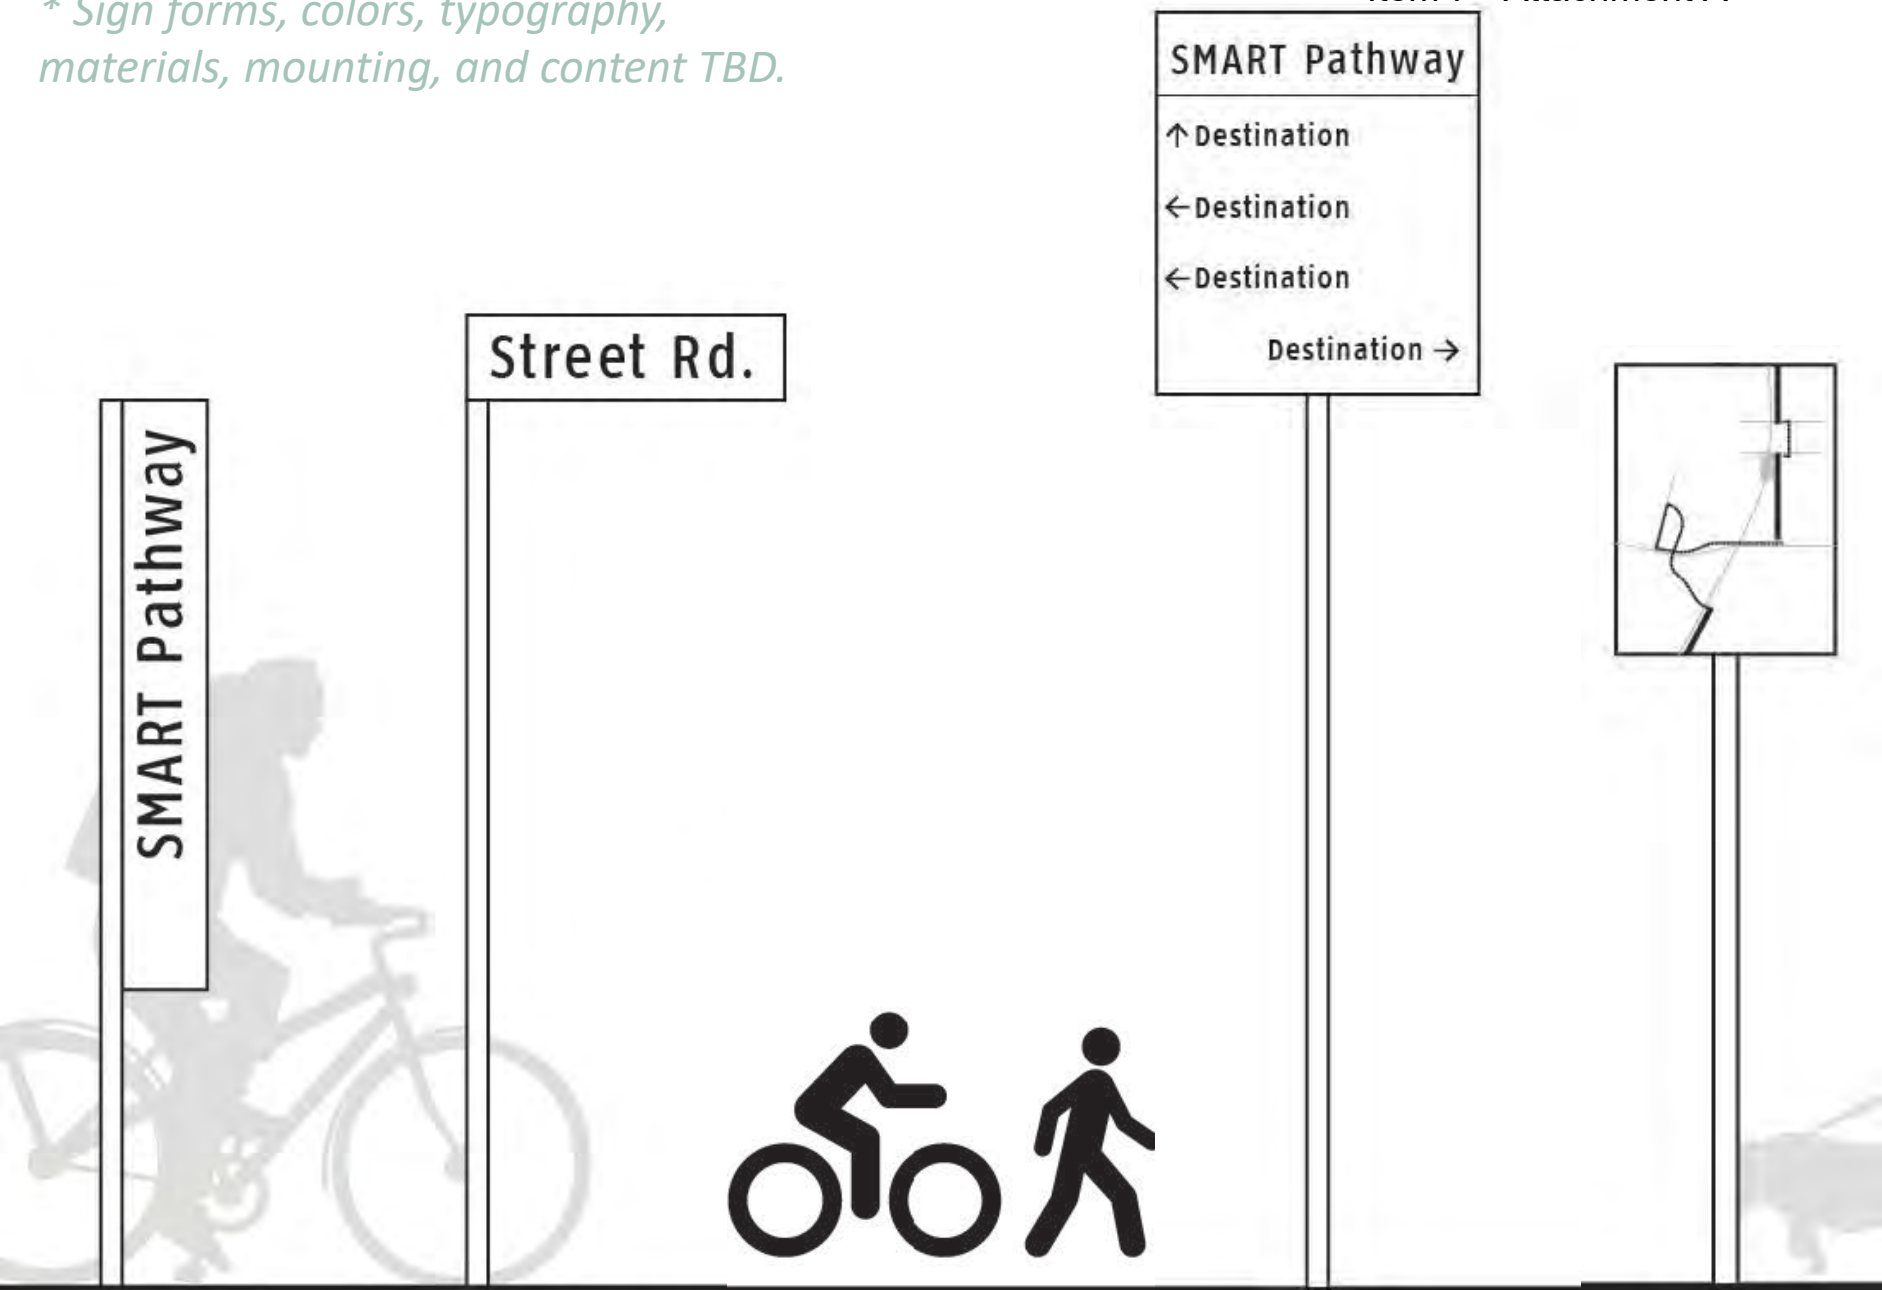 * Sign forms, colors, typography,
materials, mounting, and content TBD.
SMART Pathway
↑ Destination
← Destination
← Destination
Destination →
Street Rd.
SMART Pathway